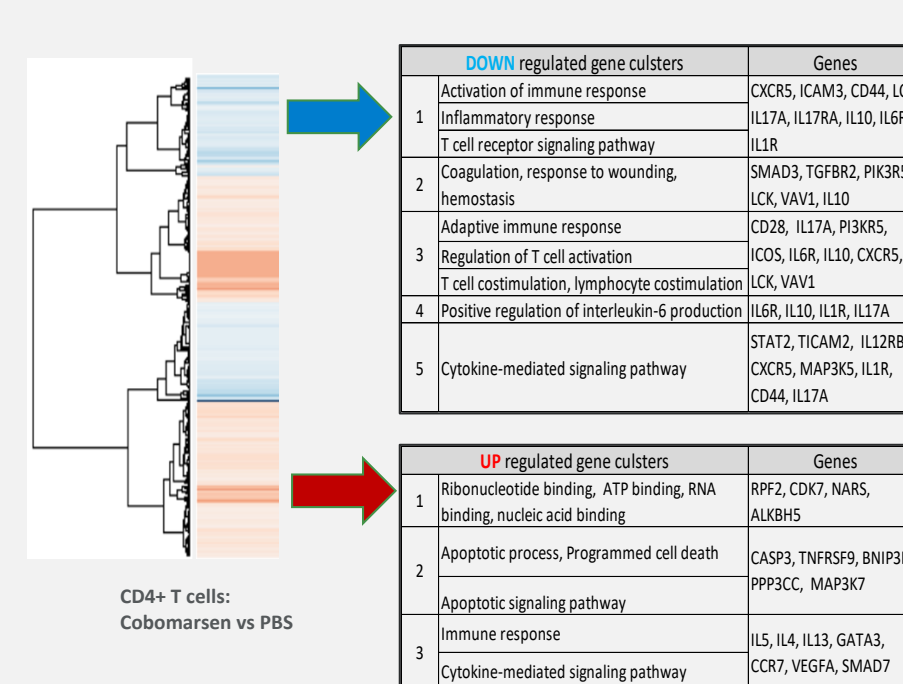 DOWN regulated gene culsters
Genes
1
Activation of immune response
Inflammatory response
T cell receptor signaling pathway
CXCR5, ICAM3, CD44,
IL17A, IL17RA, IL10,
IL1R
2
Coagulation, response to wounding,
hemostasis
SMAD3, TGFBR2,
LCK, VAV1, IL10
3
Adaptive immune response
Regulation of T cell activation
T cell costimulation, lymphocyte costimulation
CD28, IL17A, PI3KR5,
ICOS, IL6R, IL10, CXCR5,
LCK, VAV1
4
Positive regulation of interleukin-6 production
IL6R, IL10, IL1R, IL17A
5
Cytokine-mediated signaling pathway
STAT2, TICAM2,
CXCR5, MAP3K5, IL1R,
CD44, IL17A
UP regulated gene culsters
Genes
1
Ribonucleotide binding, ATP binding, RNA
binding, nucleic acid binding
RPF2, CDK7, NARS,
ALKBH5
2
Apoptotic process, Programmed cell death
Apoptotic signaling pathway
CASP3, TNFRSF9,
PPP3CC, MAP3K7
3
Immune response
Cytokine-mediated signaling pathway
IL5, IL4, IL13, GATA3,
CCR7, VEGFA, SMAD7
CD4+ T cells:
Cobomarsen vs PBS